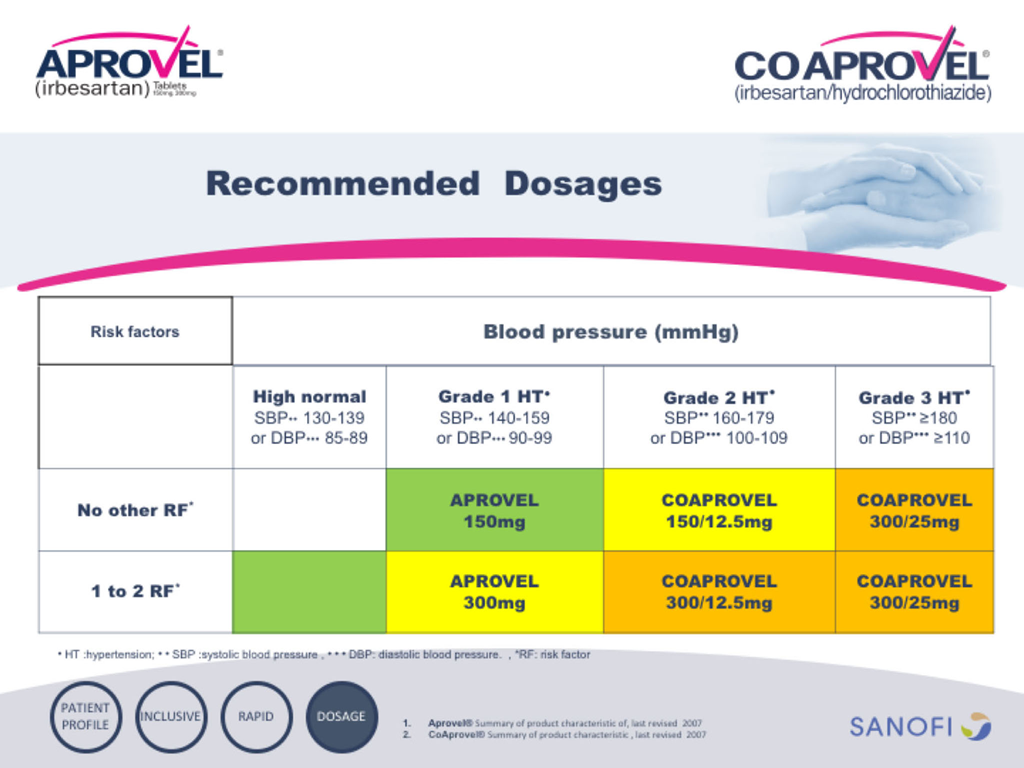 APROVEL®
(irbesartan) Tablets
150mg, 300mg
COAPROVEL®
(irbesartan/hydrochlorothiazide)
Recommended Dosages
Risk factors
Blood pressure (mmHg)
High normal
SBP•• 130-139
or DBP••• 85-89
Grade 1 HT•
SBP•• 140-159
or DBP••• 90-99
Grade 2 HT•
SBP•• 160-179
or DBP••• 100-109
Grade 3 HT•
SBP•• ≥180
or DBP••• ≥110
No other RF*
APROVEL
150mg
COAPROVEL
150/12.5mg
COAPROVEL
300/25mg
1 to 2 RF*
APROVEL
300mg
COAPROVEL
300/12.5mg
COAPROVEL
300/25mg
• HT :hypertension; • • SBP :systolic blood pressure , • • • DBP: diastolic blood pressure. , *RF: risk factor
PATIENT
PROFILE
INCLUSIVE
RAPID
DOSAGE
1. Aprovel® Summary of product characteristic of, last revised 2007
2. CoAprovel® Summary of product characteristic , last revised 2007
SANOFI